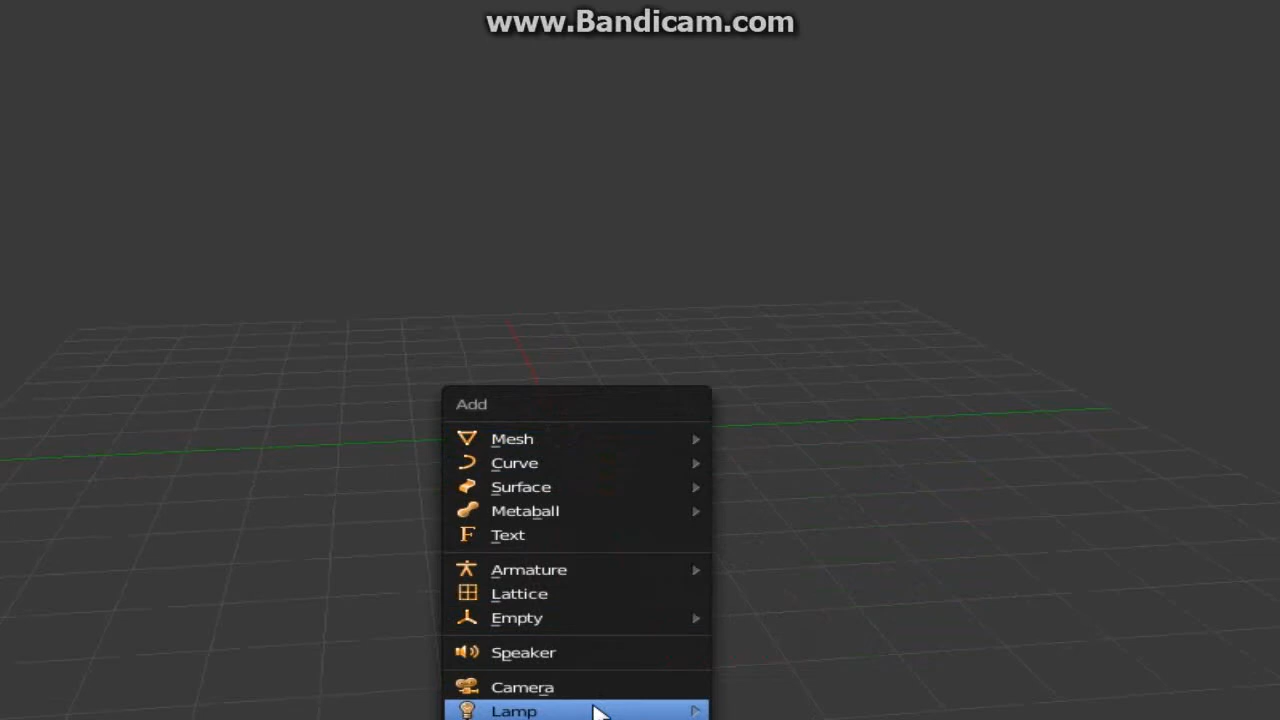 www.Bandicam.com
Add
Mesh
Curve
Surface
Metaball
Text
Armature
Lattice
Empty
Speaker
Camera
Lamp